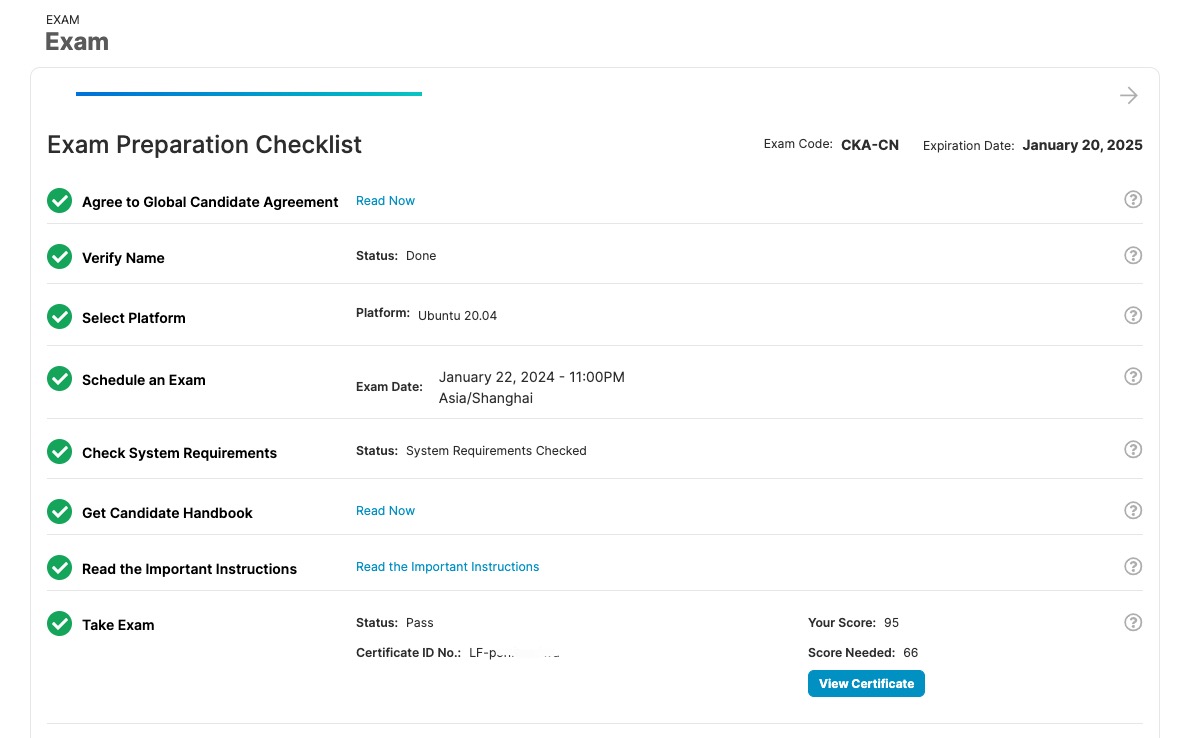 EXAM
Exam
Exam Preparation Checklist
Exam Code: CKA-CN Expiration Date: January 20, 2025
Agree to Global Candidate Agreement Read Now
Verify Name Status: Done
Select Platform Platform: Ubuntu 20.04
Schedule an Exam Exam Date: January 22, 2024 - 11:00PM
Asia/Shanghai
Check System Requirements Status: System Requirements Checked
Get Candidate Handbook Read Now
Read the Important Instructions Read the Important Instructions
Take Exam Status: Pass Your Score: 95
Certificate ID No.: Score Needed: 66
View Certificate